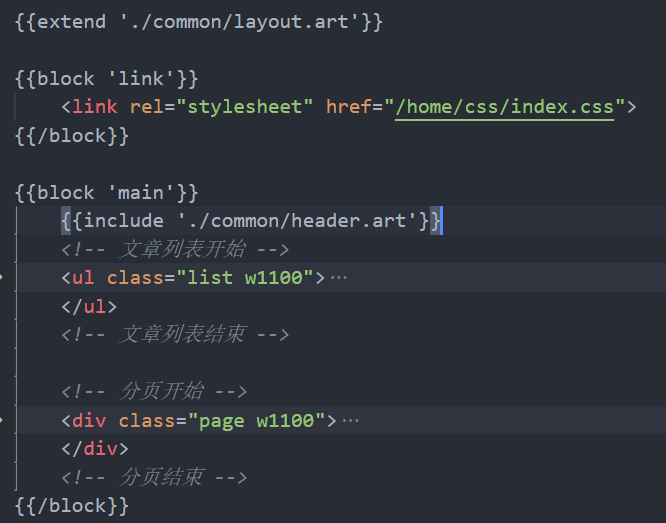 {{extend './common/layout.art'}}
{{block 'link'}}
<link rel="stylesheet" href="/home/css/index.css">
{{/block}}
{{block 'main'}}
{{include './common/header.art'}}
<!-- 文章列表开始 -->
<ul class="list w1100">…
</ul>
<!-- 文章列表结束 -->
<!-- 分页开始 -->
<div class="page w1100">…
</div>
<!-- 分页结束 -->
{{/block}}